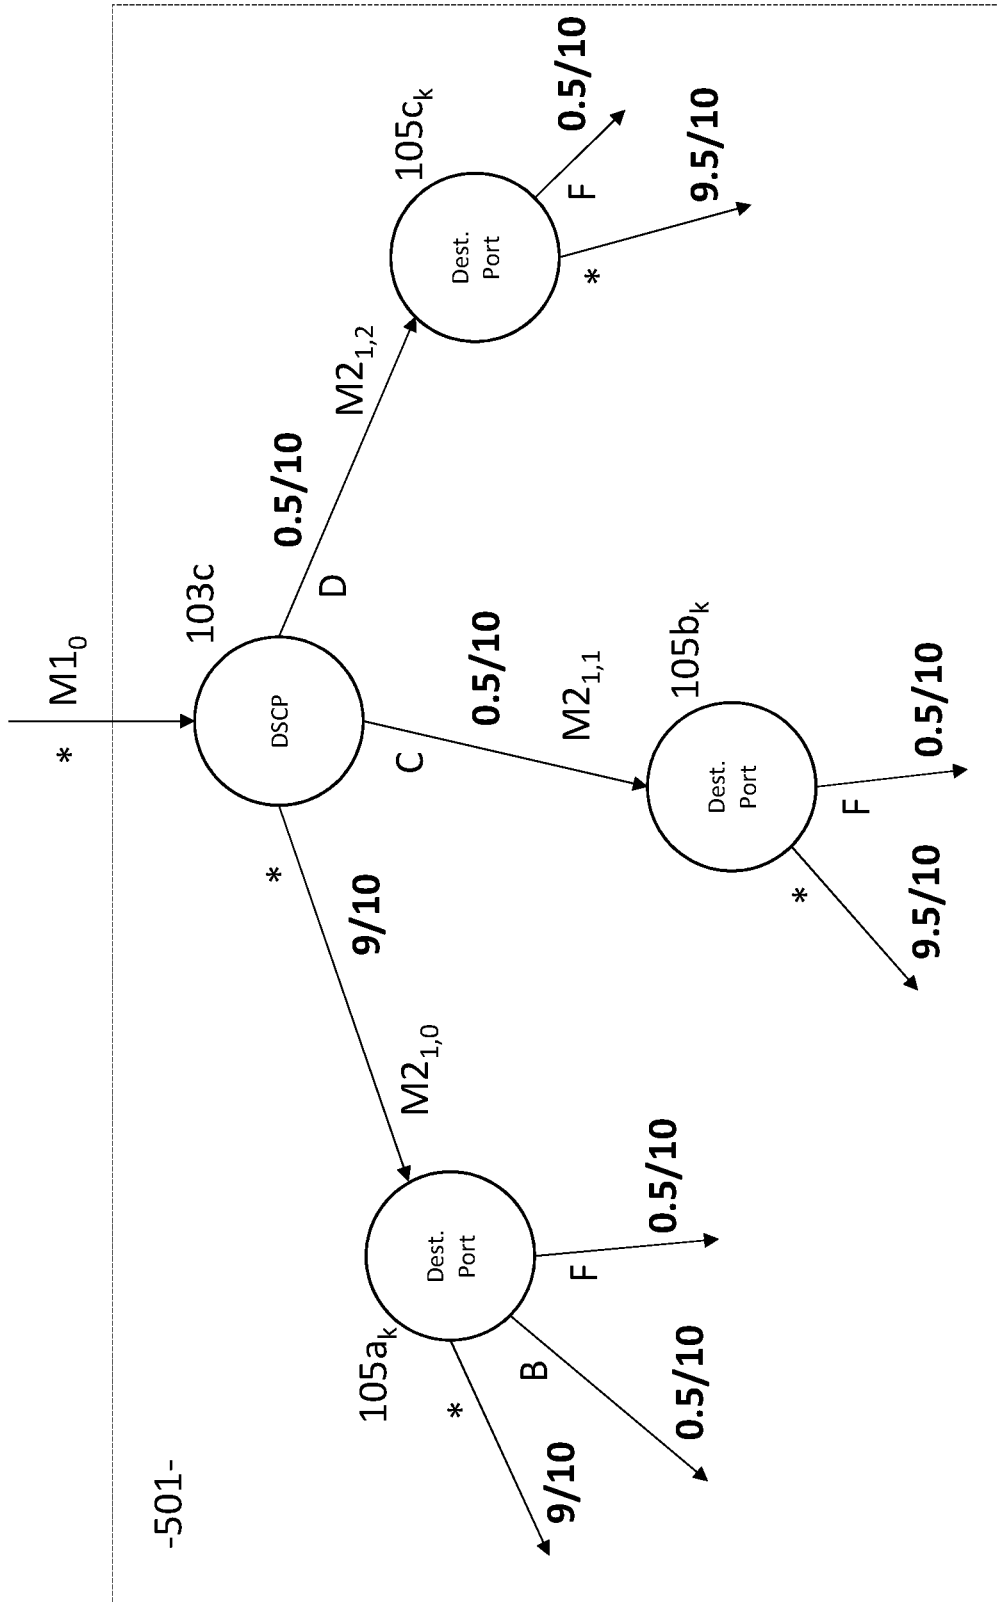 -501-
*
M1₀
DSCP
103c
*
9/10
M2₁,₀
C
0.5/10
M2₁,₁
D
0.5/10
M2₁,₂
Dest.
Port
105aₖ
*
9/10
B
0.5/10
F
0.5/10
Dest.
Port
105bₖ
*
9.5/10
F
0.5/10
Dest.
Port
105cₖ
*
9.5/10
F
0.5/10